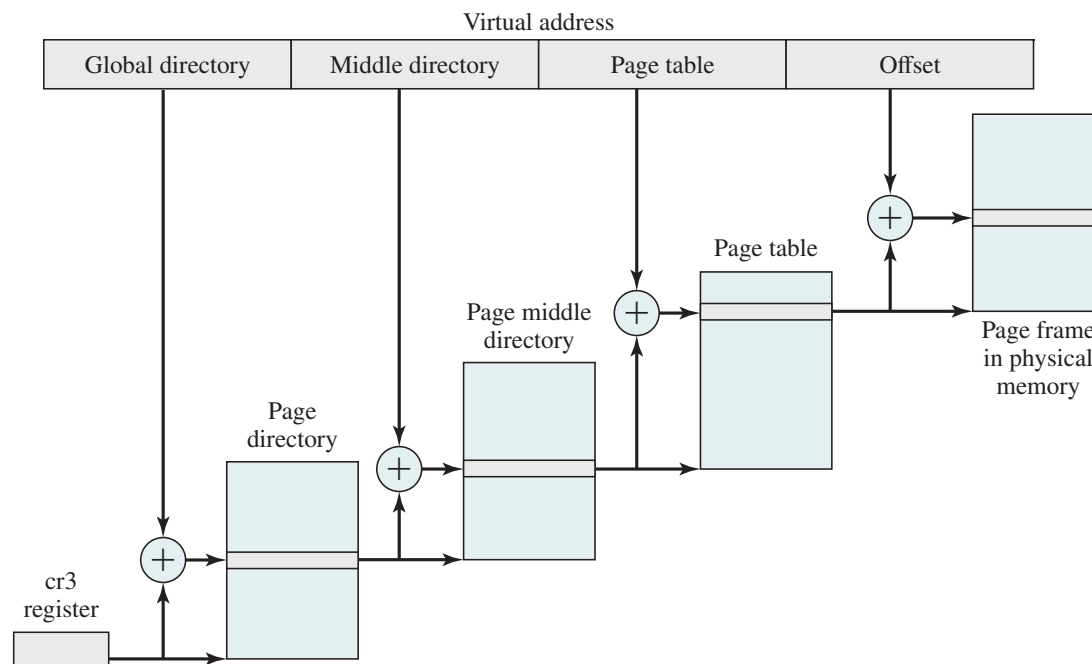 Virtual address
Global directory
Middle directory
Page table
Offset
Page table
Page frame
in physical
memory
Page middle
directory
Page
directory
cr3
register